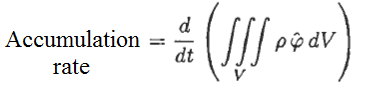 Accumulation rate = d/dt ( ∭_V ρ φ̂ dV )